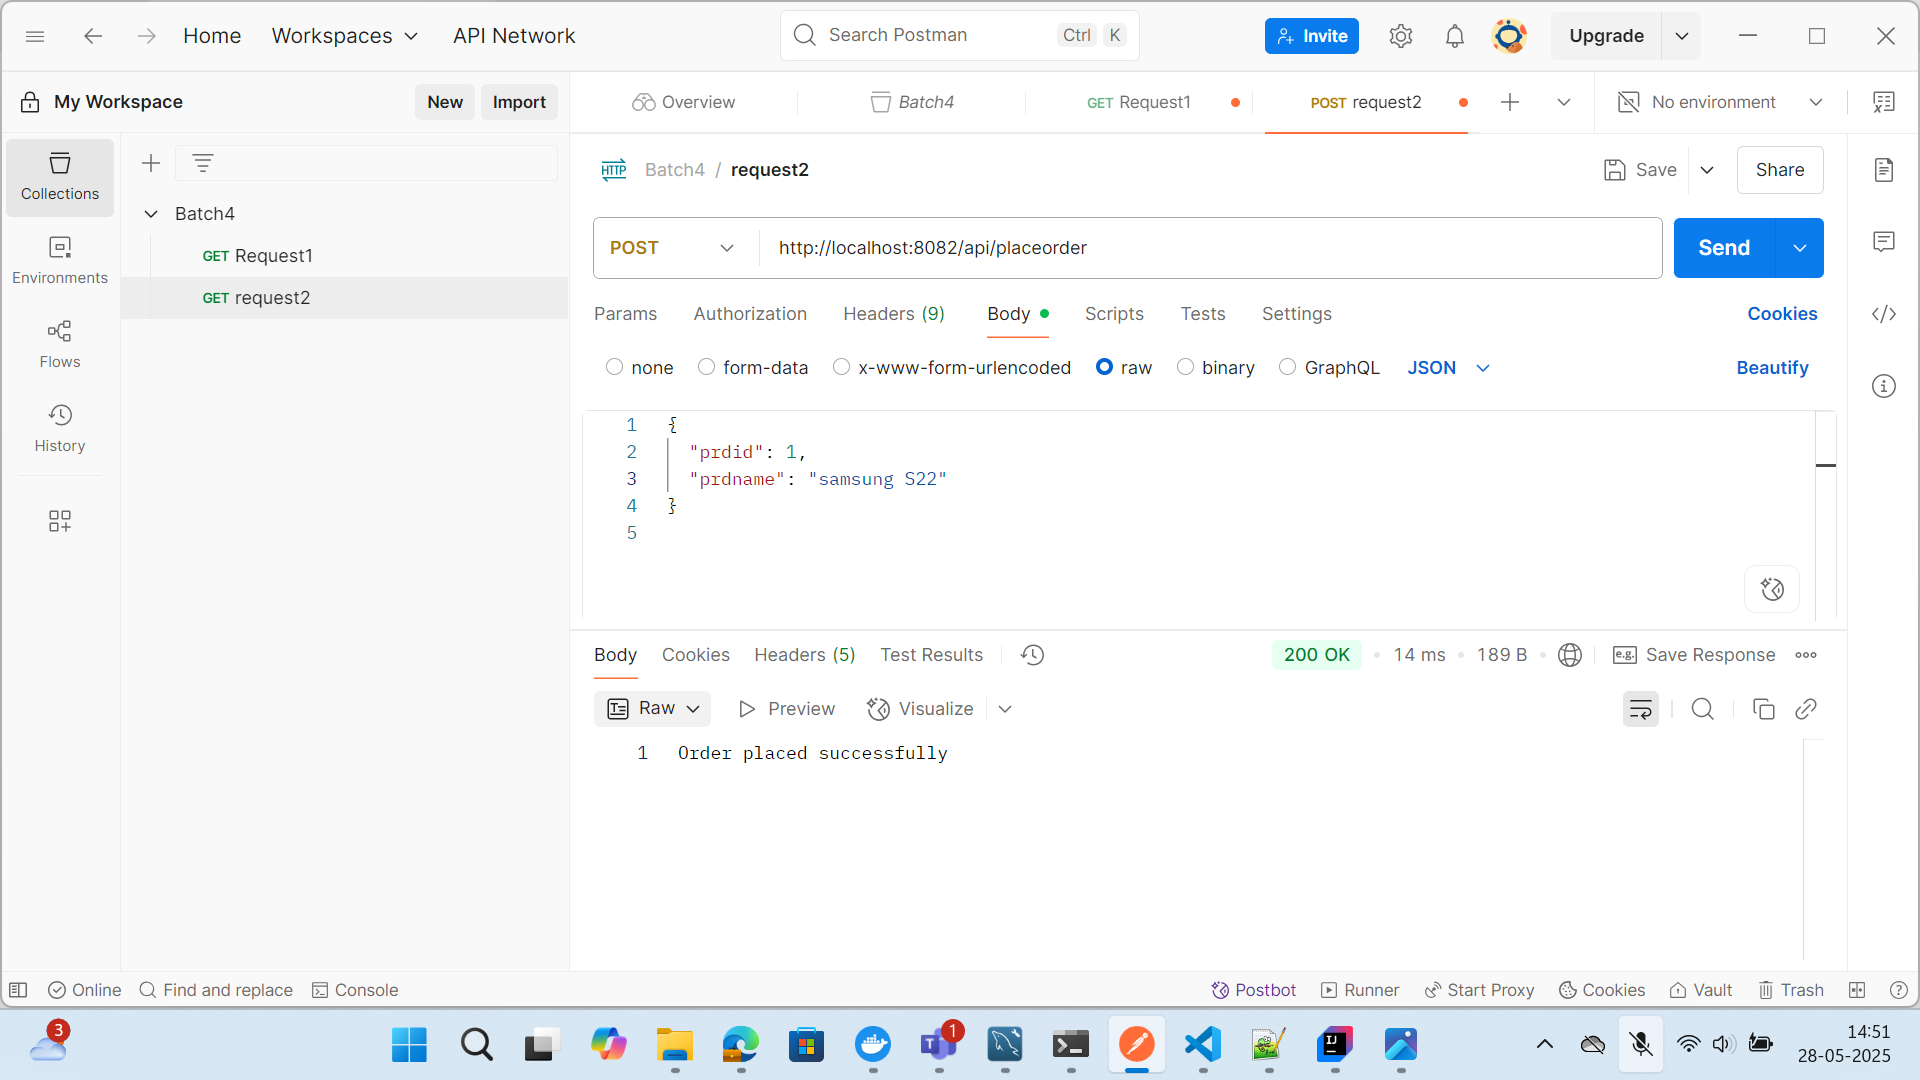 Home Workspaces API Network Search Postman Ctrl K Invite Upgrade
My Workspace New Import Overview Batch4 GET Request1 POST request2 No environment
Collections
Environments
Flows
History
Batch4
GET Request1
GET request2
HTTP Batch4 / request2 Save Share
POST http://localhost:8082/api/placeorder Send
Params Authorization Headers (9) Body Scripts Tests Settings Cookies
none form-data x-www-form-urlencoded raw binary GraphQL JSON Beautify
1 {
2 "prdid": 1,
3 "prdname": "samsung S22"
4 }
5
Body Cookies Headers (5) Test Results 200 OK 14 ms 189 B e.g. Save Response
Raw Preview Visualize
1 Order placed successfully
Online Find and replace Console Postbot Runner Start Proxy Cookies Vault Trash
3 1 14:51
28-05-2025